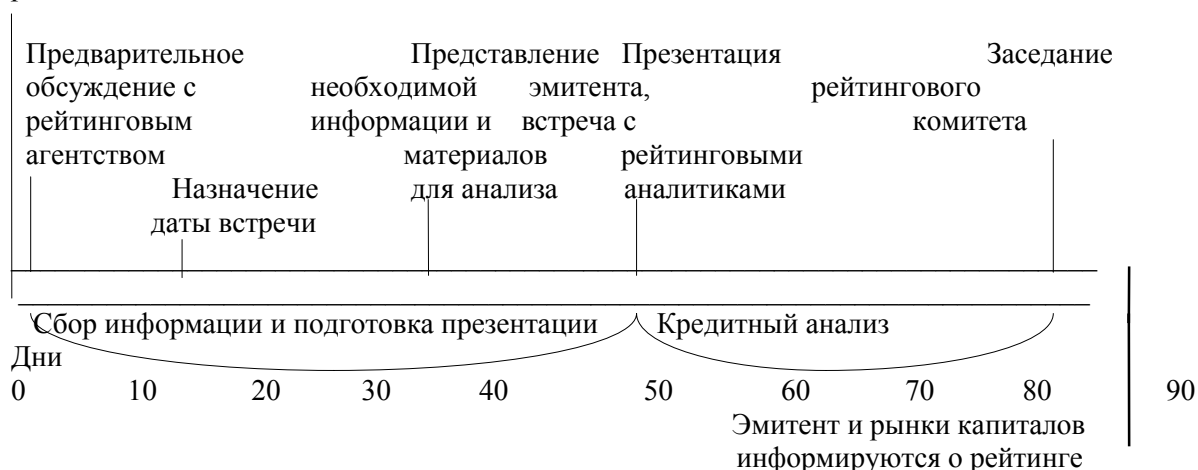 Предварительное Представление Презентация Заседание
обсуждение с необходимой эмитента, рейтингового
рейтинговым информации и встреча с комитета
агентством материалов рейтинговыми
Назначение для анализа аналитиками
даты встречи
Сбор информации и подготовка презентации Кредитный анализ
Дни
0 10 20 30 40 50 60 70 80 90
Эмитент и рынки капиталов
информируются о рейтинге